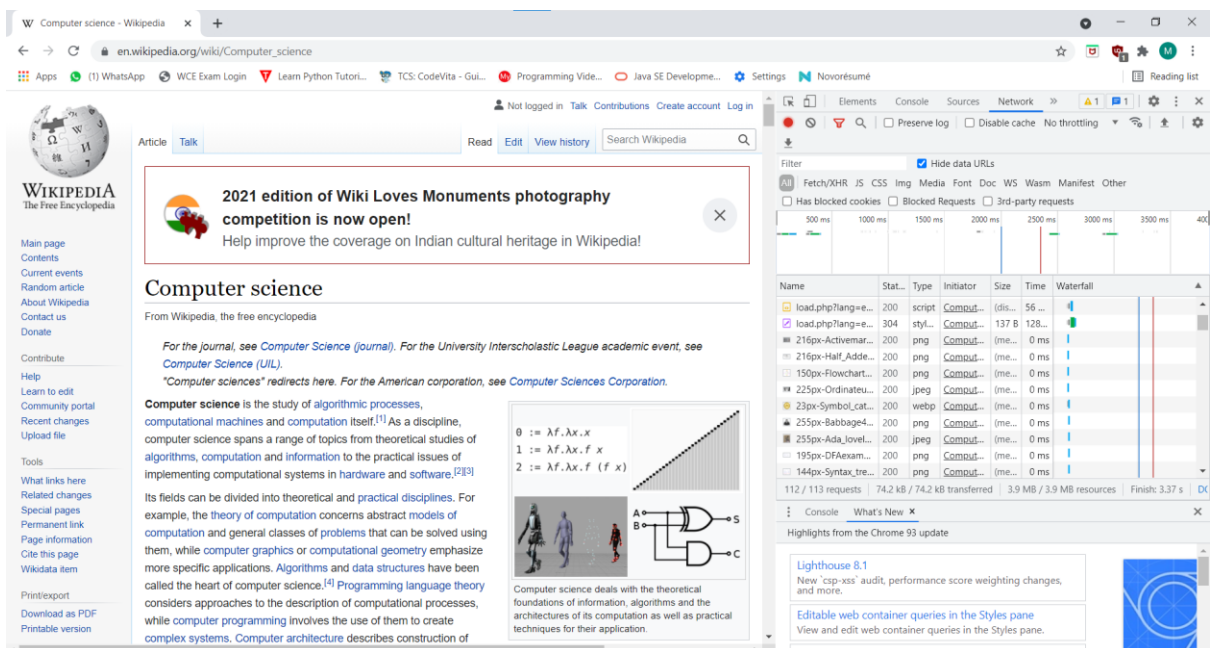 Computer science - Wikipedia
en.wikipedia.org/wiki/Computer_science
M
Apps (1) WhatsApp WCE Exam Login Learn Python Tutori... TCS: CodeVita - Gui... Programming Vide... Java SE Developme... Settings Novorésumé Reading list
WIKIPEDIA
The Free Encyclopedia
Main page
Contents
Current events
Random article
About Wikipedia
Contact us
Donate
Contribute
Help
Learn to edit
Community portal
Recent changes
Upload file
Tools
What links here
Related changes
Special pages
Permanent link
Page information
Cite this page
Wikidata item
Print/export
Download as PDF
Printable version
Not logged in Talk Contributions Create account Log in
Article Talk Read Edit View history Search Wikipedia
2021 edition of Wiki Loves Monuments photography
competition is now open!
Help improve the coverage on Indian cultural heritage in Wikipedia!
Computer science
From Wikipedia, the free encyclopedia
For the journal, see Computer Science (journal). For the University Interscholastic League academic event, see
Computer Science (UIL).
"Computer sciences" redirects here. For the American corporation, see Computer Sciences Corporation.
Computer science is the study of algorithmic processes,
computational machines and computation itself.[1] As a discipline,
computer science spans a range of topics from theoretical studies of
algorithms, computation and information to the practical issues of
implementing computational systems in hardware and software.[2][3]
Its fields can be divided into theoretical and practical disciplines. For
example, the theory of computation concerns abstract models of
computation and general classes of problems that can be solved using
them, while computer graphics or computational geometry emphasize
more specific applications. Algorithms and data structures have been
called the heart of computer science.[4] Programming language theory
considers approaches to the description of computational processes,
while computer programming involves the use of them to create
complex systems. Computer architecture describes construction of
0 := λf.λx.x
1 := λf.λx.f x
2 := λf.λx.f (f x)
A
B
S
C
Computer science deals with the theoretical
foundations of information, algorithms and the
architectures of its computation as well as practical
techniques for their application.
Elements Console Sources Network » 1 1
Preserve log Disable cache No throttling
Filter Hide data URLs
All Fetch/XHR JS CSS Img Media Font Doc WS Wasm Manifest Other
Has blocked cookies Blocked Requests 3rd-party requests
500 ms 1000 ms 1500 ms 2000 ms 2500 ms 3000 ms 3500 ms 400
Name Stat... Type Initiator Size Time Waterfall
load.php?lang=e... 200 script Comput... (dis... 56 ...
load.php?lang=e... 304 styl... Comput... 137 B 128...
216px-Activemar... 200 png Comput... (me... 0 ms
216px-Half_Adde... 200 png Comput... (me... 0 ms
150px-Flowchart... 200 png Comput... (me... 0 ms
225px-Ordinateu... 200 jpeg Comput... (me... 0 ms
23px-Symbol_cat... 200 webp Comput... (me... 0 ms
255px-Babbage4... 200 png Comput... (me... 0 ms
255px-Ada_lovel... 200 jpeg Comput... (me... 0 ms
195px-DFAexam... 200 png Comput... (me... 0 ms
144px-Syntax_tre... 200 png Comput... (me... 0 ms
112 / 113 requests 74.2 kB / 74.2 kB transferred 3.9 MB / 3.9 MB resources Finish: 3.37 s DO
Console What's New ×
Highlights from the Chrome 93 update
Lighthouse 8.1
New `csp-xss` audit, performance score weighting changes,
and more.
Editable web container queries in the Styles pane
View and edit web container queries in the Styles pane.